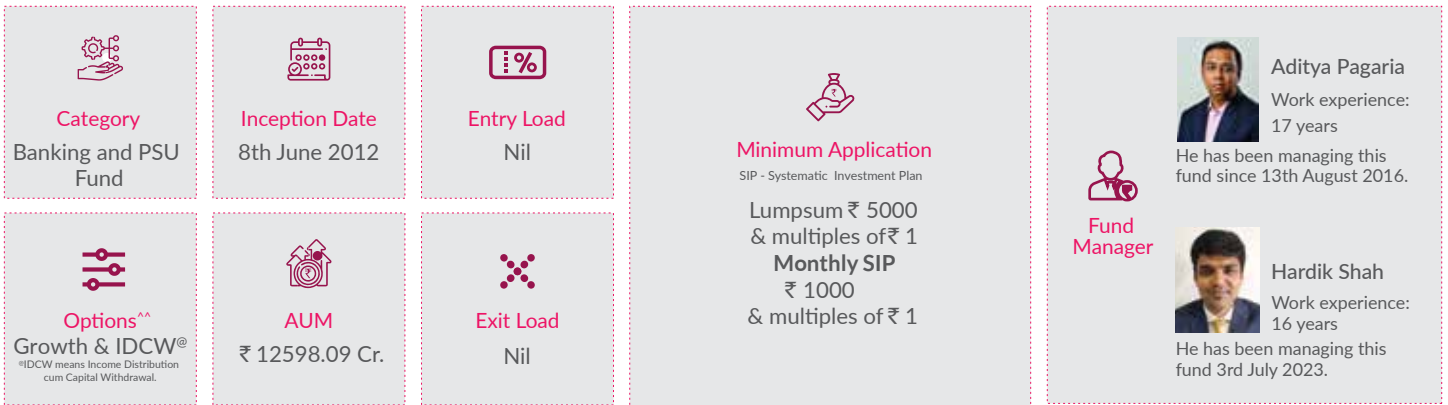 Category
Banking and PSU
Fund
Inception Date
8th June 2012
Entry Load
Nil
Options^^
Growth & IDCW@
@IDCW means Income Distribution
cum Capital Withdrawal.
AUM
₹ 12598.09 Cr.
Exit Load
Nil
Minimum Application
SIP - Systematic Investment Plan
Lumpsum ₹ 5000
& multiples of ₹ 1
Monthly SIP
₹ 1000
& multiples of ₹ 1
Fund
Manager
Aditya Pagaria
Work experience:
17 years
He has been managing this
fund since 13th August 2016.
Hardik Shah
Work experience:
16 years
He has been managing this
fund 3rd July 2023.